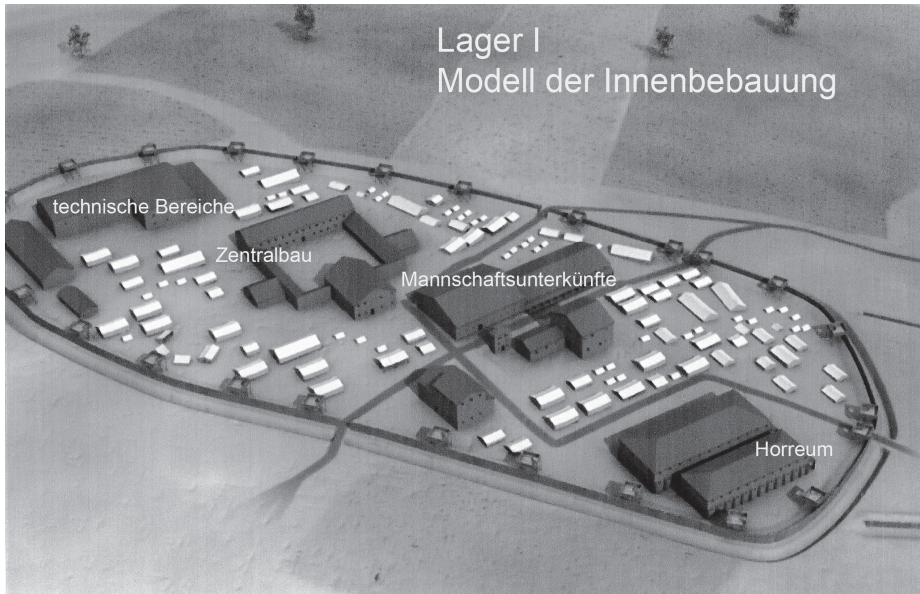 Lager I
Modell der Innenbebauung
technische Bereiche
Zentralbau
Mannschaftsunterkünfte
Horreum